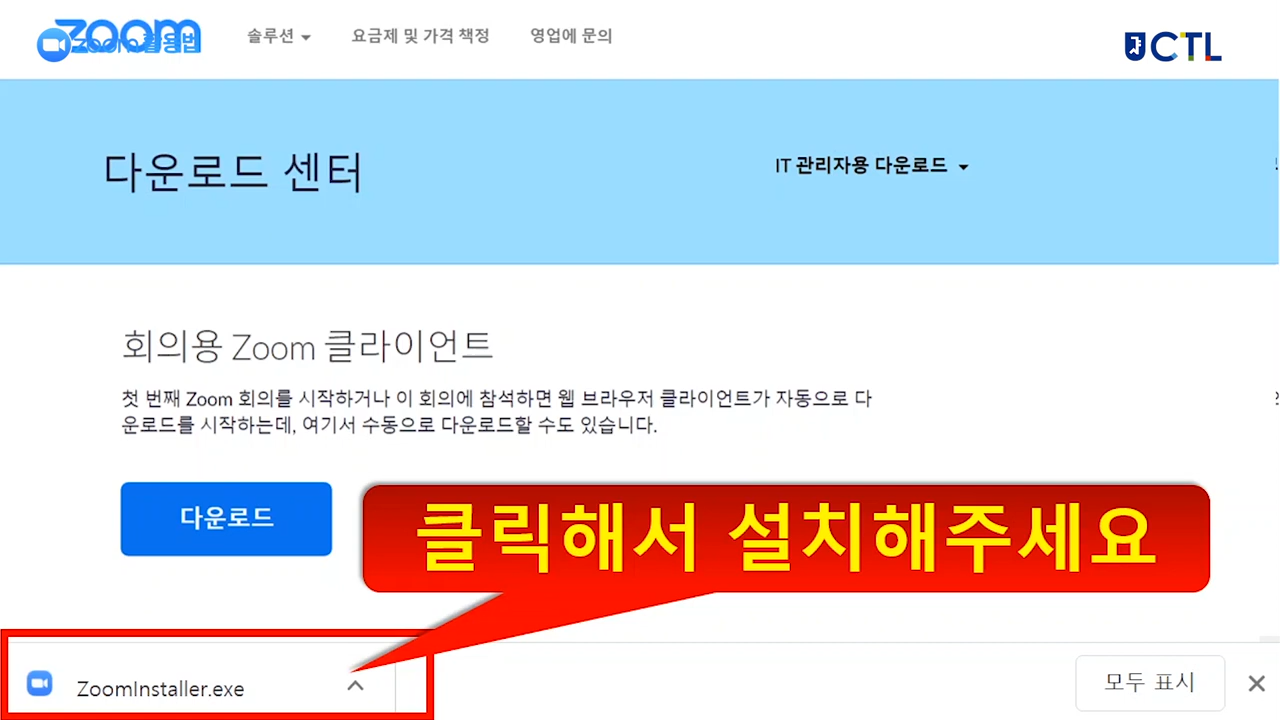 zoom
Zoom 활용법
솔루션
요금제 및 가격 책정
영업에 문의
CTL
다운로드 센터
IT 관리자용 다운로드
회의용 Zoom 클라이언트
첫 번째 Zoom 회의를 시작하거나 이 회의에 참석하면 웹 브라우저 클라이언트가 자동으로 다
운로드를 시작하는데, 여기서 수동으로 다운로드할 수도 있습니다.
다운로드
클릭해서 설치해주세요
ZoomInstaller.exe
모두 표시